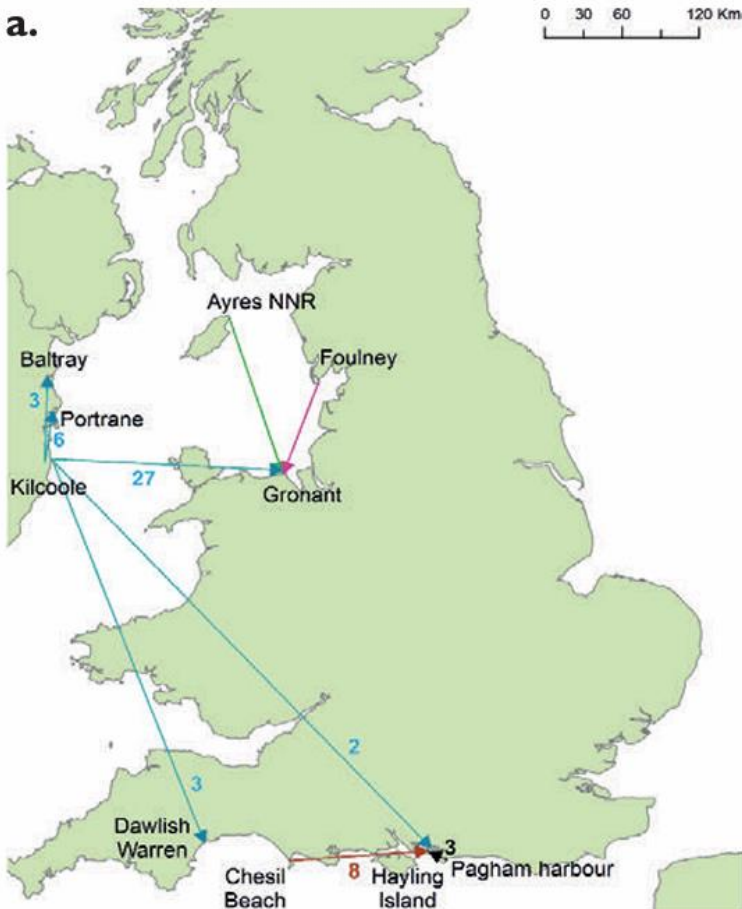 a.
0 30 60 120 Km
Ayres NNR
Baltray
Foulney
3
Portrane
6
Kilcoole
27
Gronant
2
3
Dawlish
Warren
3
Chesil
Beach
8
Hayling
Island
Pagham harbour